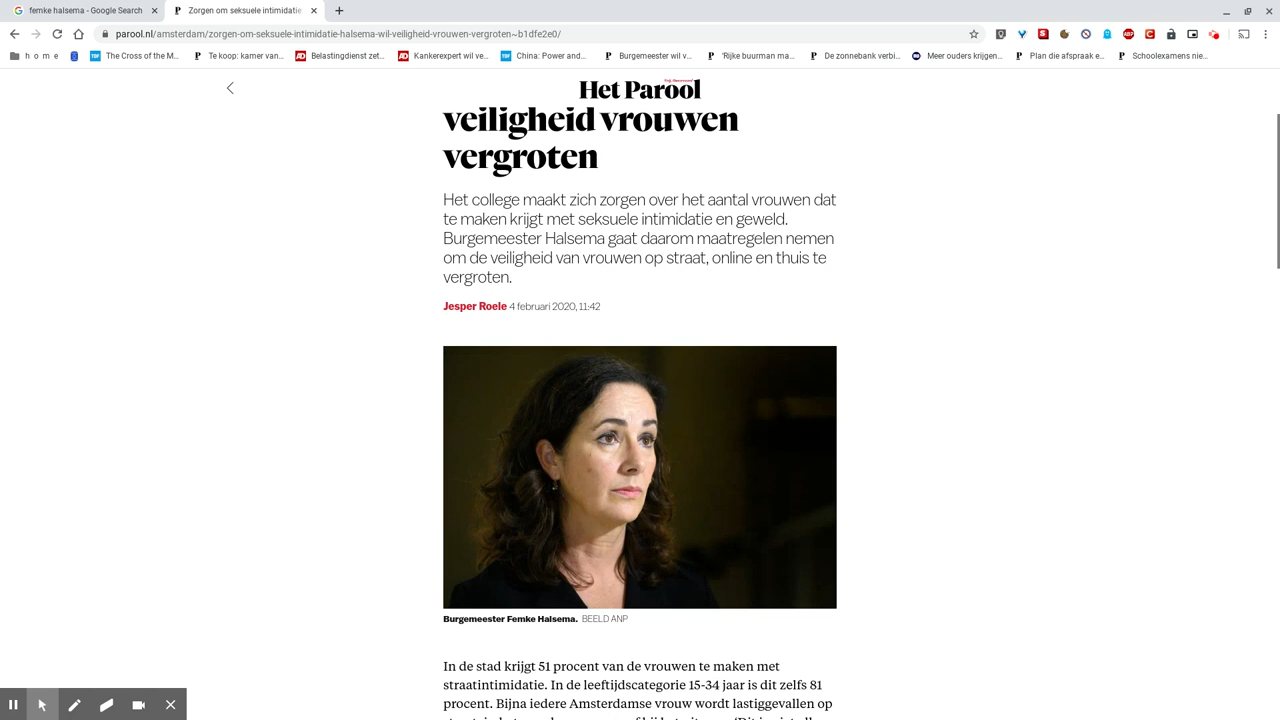 femke halsema - Google Search
Zorgen om seksuele intimidatie
parool.nl/amsterdam/zorgen-om-seksuele-intimidatie-halsema-wil-veiligheid-vrouwen-vergroten~b1dfe2e0/
h o m e
The Cross of the M...
Te koop: kamer van...
Belastingdienst zet...
Kankerexpert wil ve...
China: Power and...
Burgemeester wil v...
'Rijke buurman ma...
De zonnebank verbi...
Meer ouders krijgen...
Plan die afspraak e...
Schoolexamens nie...
Het Parool
veiligheid vrouwen
vergroten
Het college maakt zich zorgen over het aantal vrouwen dat
te maken krijgt met seksuele intimidatie en geweld.
Burgemeester Halsema gaat daarom maatregelen nemen
om de veiligheid van vrouwen op straat, online en thuis te
vergroten.
Jesper Roele 4 februari 2020, 11:42
Burgemeester Femke Halsema. BEELD ANP
In de stad krijgt 51 procent van de vrouwen te maken met
straatintimidatie. In de leeftijdscategorie 15-34 jaar is dit zelfs 81
procent. Bijna iedere Amsterdamse vrouw wordt lastiggevallen op